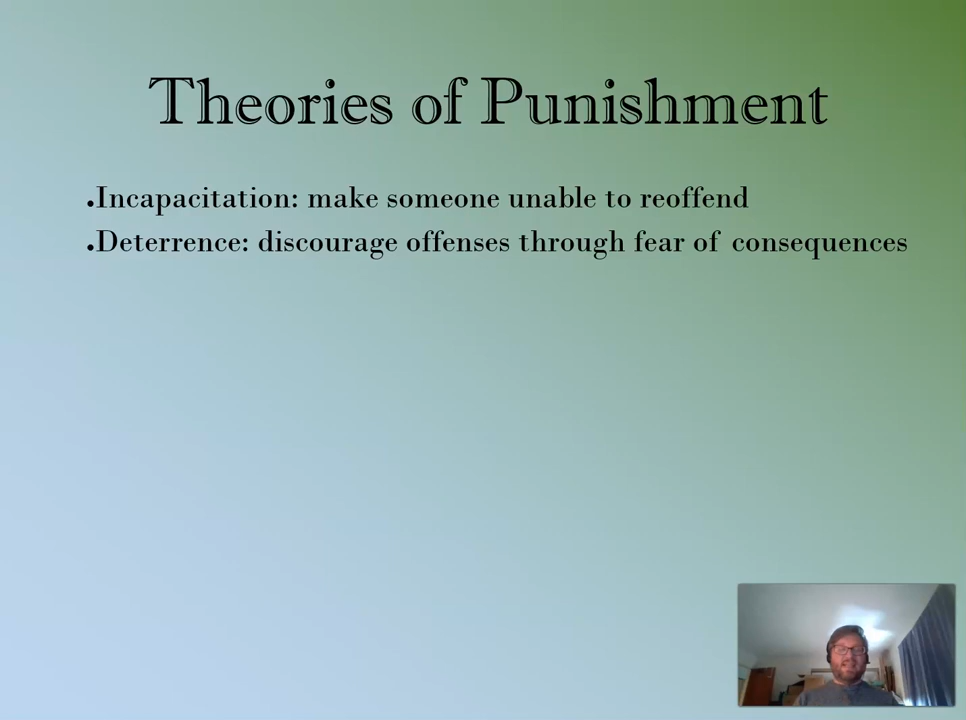 Theories of Punishment
.Incapacitation: make someone unable to reoffend
.Deterrence: discourage offenses through fear of consequences